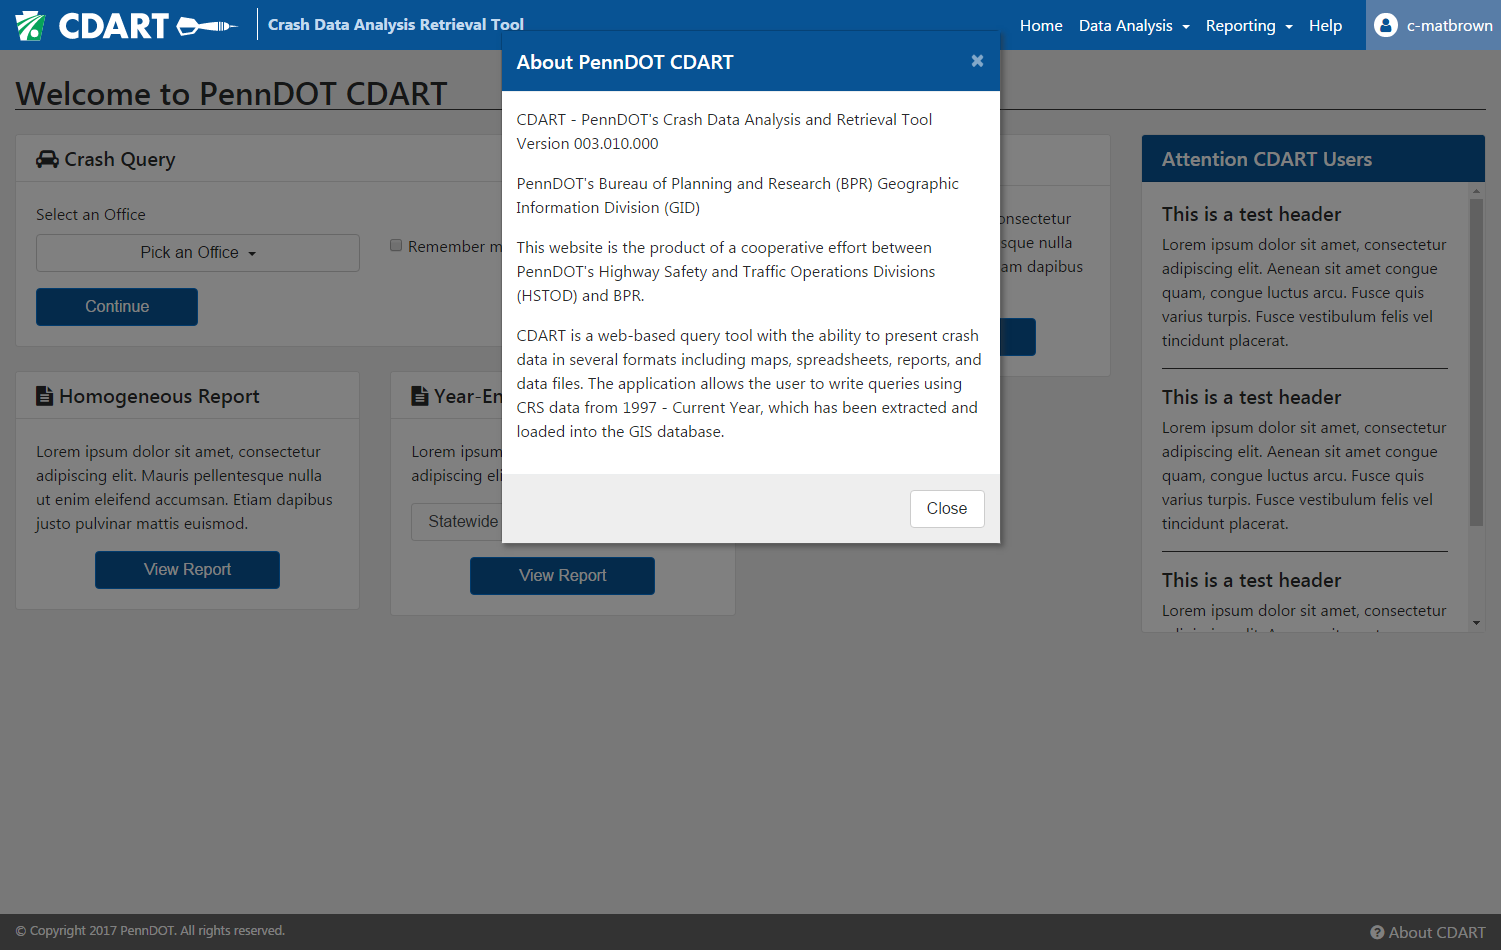 CDART
Crash Data Analysis Retrieval Tool
Home
Data Analysis
Reporting
Help
c-matbrown
Welcome to PennDOT CDART
About PennDOT CDART
×
CDART - PennDOT's Crash Data Analysis and Retrieval Tool
Version 003.010.000
PennDOT's Bureau of Planning and Research (BPR) Geographic
Information Division (GID)
This website is the product of a cooperative effort between
PennDOT's Highway Safety and Traffic Operations Divisions
(HSTOD) and BPR.
CDART is a web-based query tool with the ability to present crash
data in several formats including maps, spreadsheets, reports, and
data files. The application allows the user to write queries using
CRS data from 1997 - Current Year, which has been extracted and
loaded into the GIS database.
Close
Crash Query
Select an Office
Pick an Office
Remember m
Continue
onsectetur
sque nulla
am dapibus
Homogeneous Report
Lorem ipsum dolor sit amet, consectetur
adipiscing elit. Mauris pellentesque nulla
ut enim eleifend accumsan. Etiam dapibus
justo pulvinar mattis euismod.
View Report
Year-En
Lorem ipsum
adipiscing eli
Statewide
View Report
Attention CDART Users
This is a test header
Lorem ipsum dolor sit amet, consectetur
adipiscing elit. Aenean sit amet congue
quam, congue luctus arcu. Fusce quis
varius turpis. Fusce vestibulum felis vel
tincidunt placerat.
This is a test header
Lorem ipsum dolor sit amet, consectetur
adipiscing elit. Aenean sit amet congue
quam, congue luctus arcu. Fusce quis
varius turpis. Fusce vestibulum felis vel
tincidunt placerat.
This is a test header
Lorem ipsum dolor sit amet, consectetur
© Copyright 2017 PennDOT. All rights reserved.
About CDART